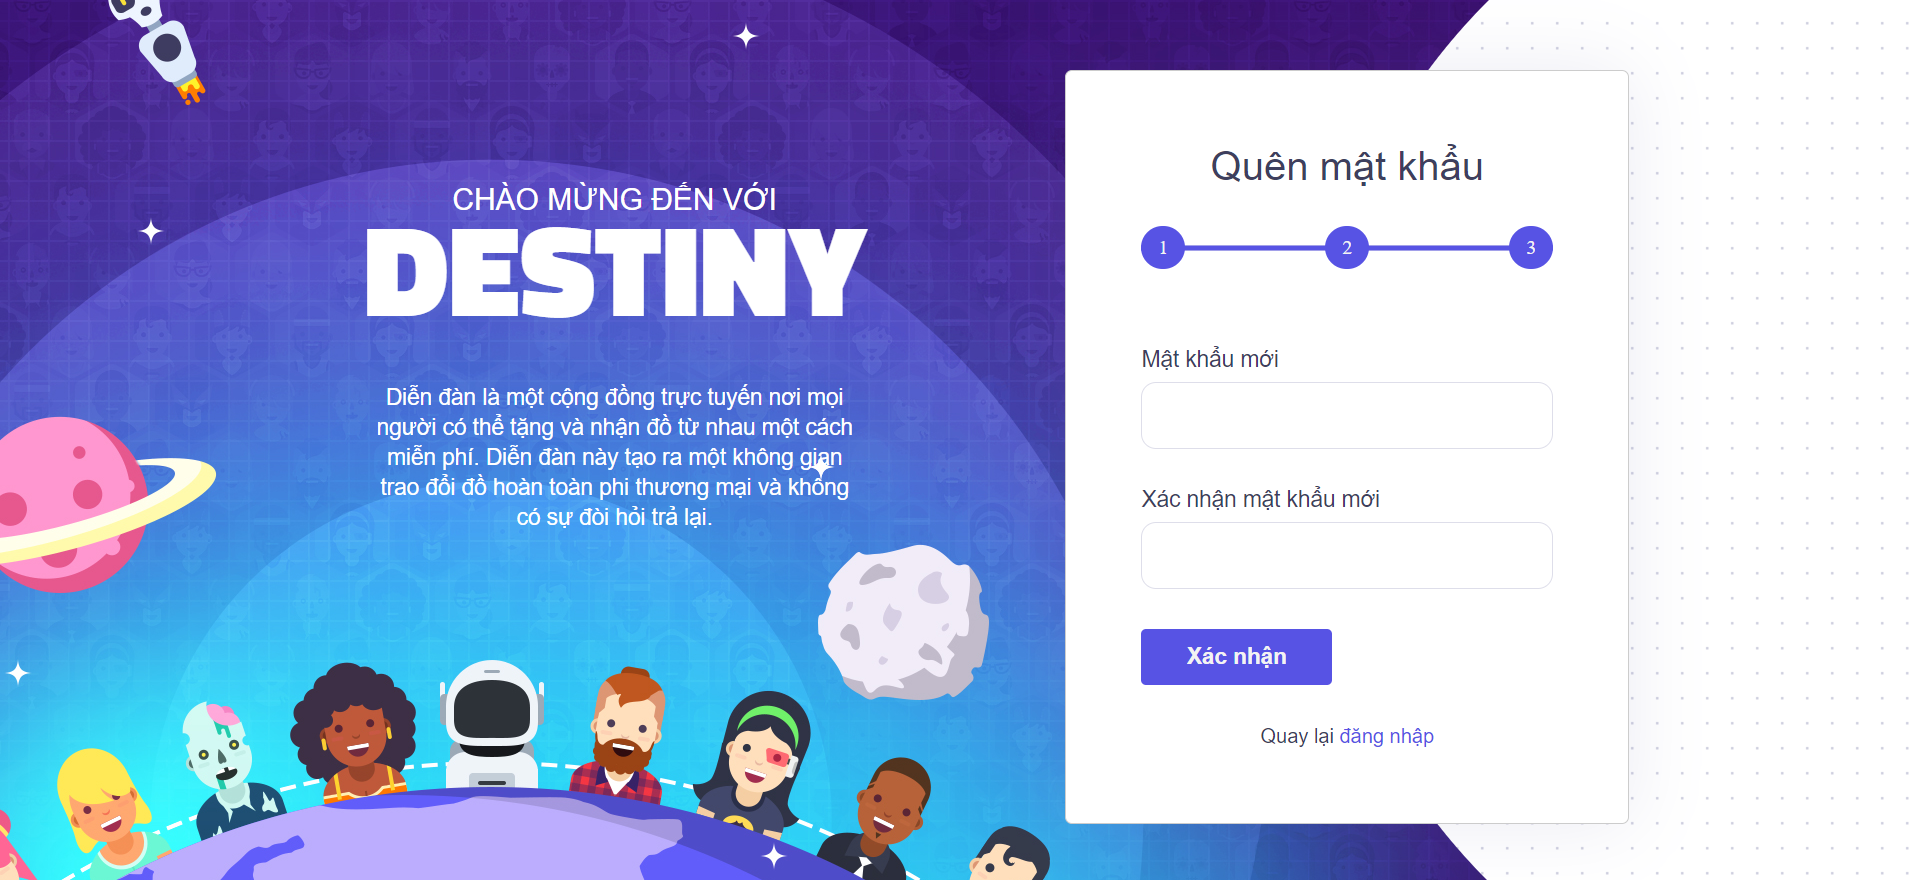 CHÀO MỪNG ĐẾN VỚI
DESTINY
Diễn đàn là một cộng đồng trực tuyến nơi mọi
người có thể tặng và nhận đồ từ nhau một cách
miễn phí. Diễn đàn này tạo ra một không gian
trao đổi đồ hoàn toàn phi thương mại và không
có sự đòi hỏi trả lại.
Quên mật khẩu
1 2 3
Mật khẩu mới
Xác nhận mật khẩu mới
Xác nhận
Quay lại đăng nhập